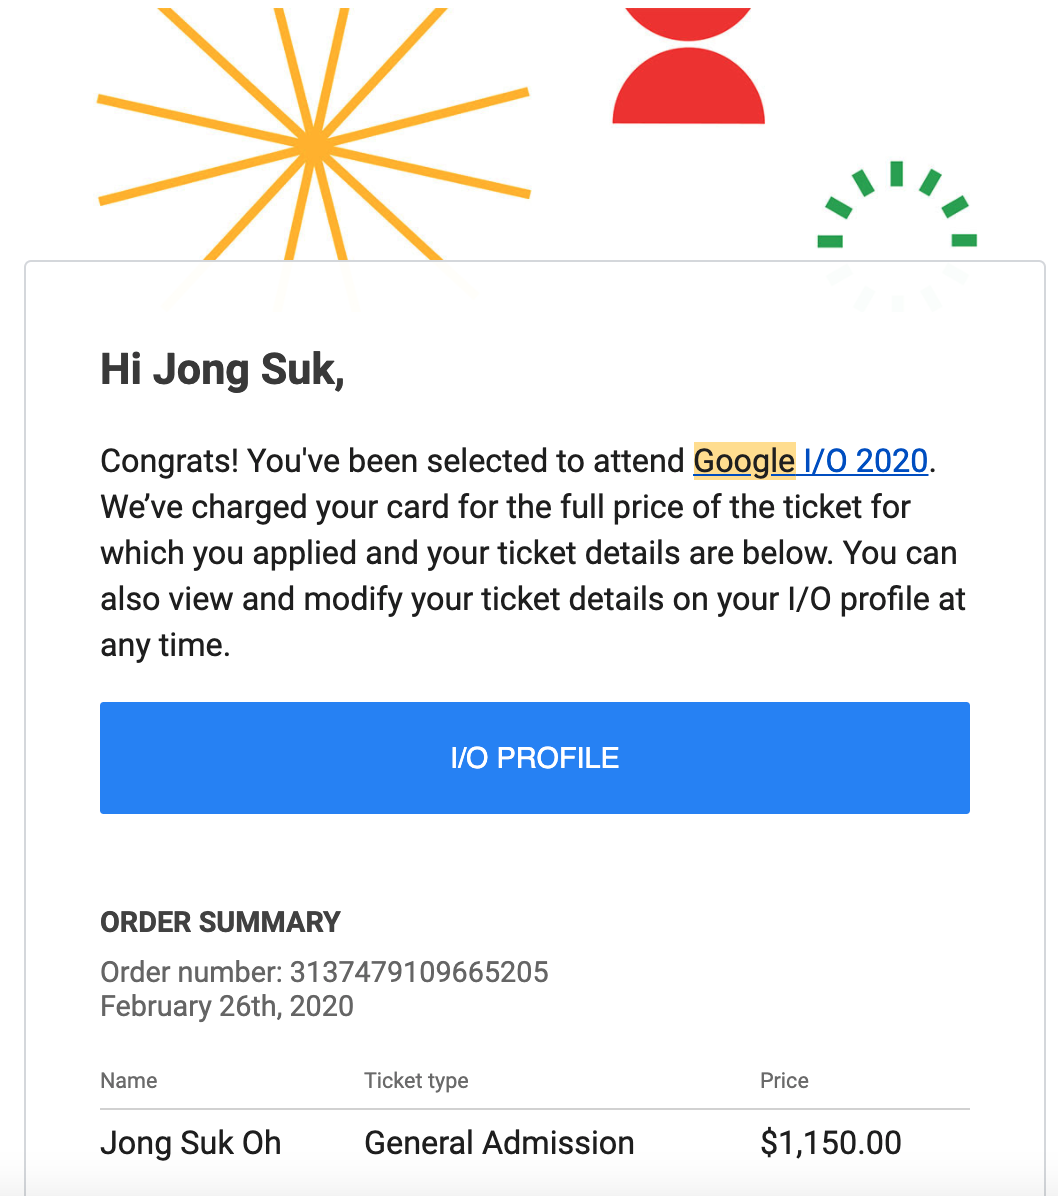 Hi Jong Suk,
Congrats! You've been selected to attend Google I/O 2020.
We’ve charged your card for the full price of the ticket for
which you applied and your ticket details are below. You can
also view and modify your ticket details on your I/O profile at
any time.
I/O PROFILE
ORDER SUMMARY
Order number: 3137479109665205
February 26th, 2020
Name Ticket type Price
Jong Suk Oh General Admission $1,150.00